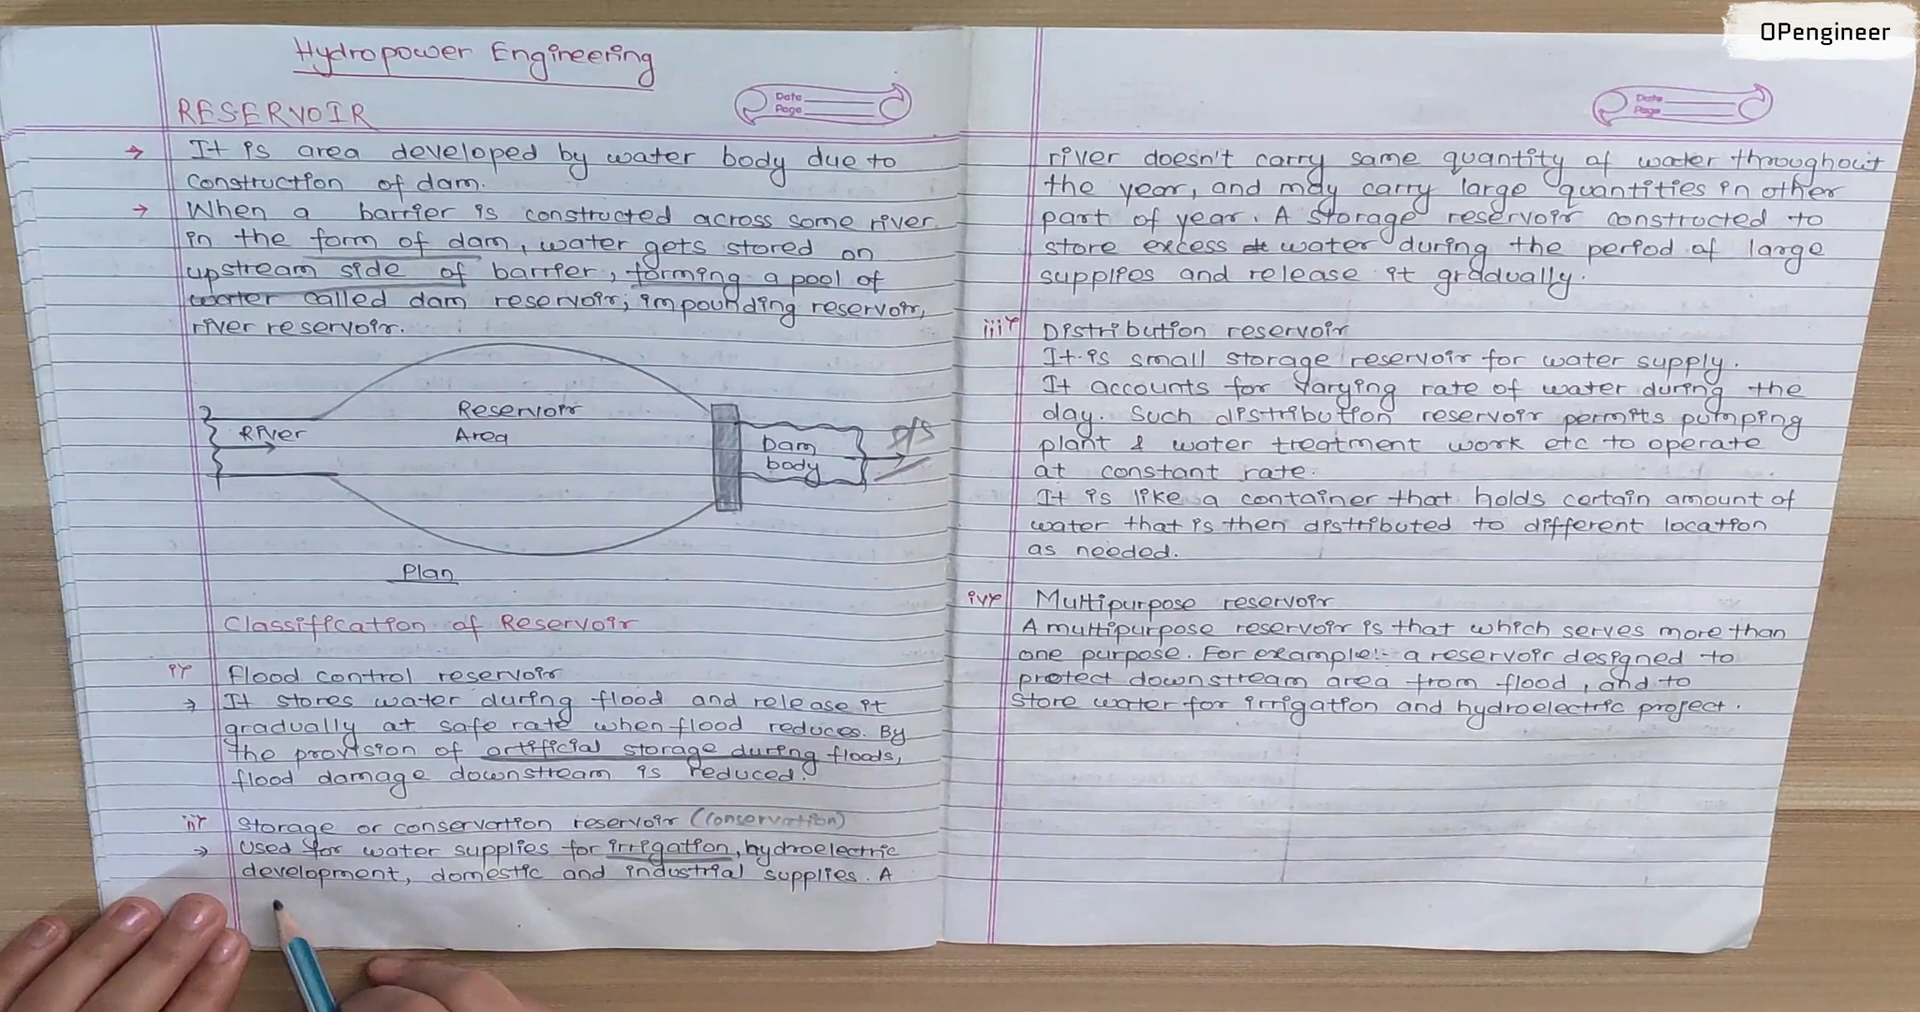 OPengineer
Hydropower Engineering
Date
Page
RESERVOIR
→ It is area developed by water body due to
construction of dam.
→ When a barrier is constructed across some river
in the form of dam, water gets stored on
upstream side of barrier, forming a pool of
water called dam reservoir, impounding reservoir,
river reservoir.
Reservoir
Area
River
Dam
body
D/S
Plan
Classification of Reservoir
i) Flood control reservoir
→ It stores water during flood and release it
gradually at safe rate when flood reduces. By
the provision of artificial storage during floods,
flood damage downstream is reduced.
ii) Storage or conservation reservoir (conservation)
→ Used for water supplies for irrigation, hydroelectric
development, domestic and industrial supplies. A
Date
Page
river doesn't carry same quantity of water throughout
the year, and may carry large quantities in other
part of year. A storage reservoir constructed to
store excess water during the period of large
supplies and release it gradually.
iii) Distribution reservoir
It is small storage reservoir for water supply.
It accounts for varying rate of water during the
day. Such distribution reservoir permits pumping
plant & water treatment work etc to operate
at constant rate.
It is like a container that holds certain amount of
water that is then distributed to different location
as needed.
iv) Multipurpose reservoir
A multipurpose reservoir is that which serves more than
one purpose. For example:- a reservoir designed to
protect downstream area from flood, and to
store water for irrigation and hydroelectric project.